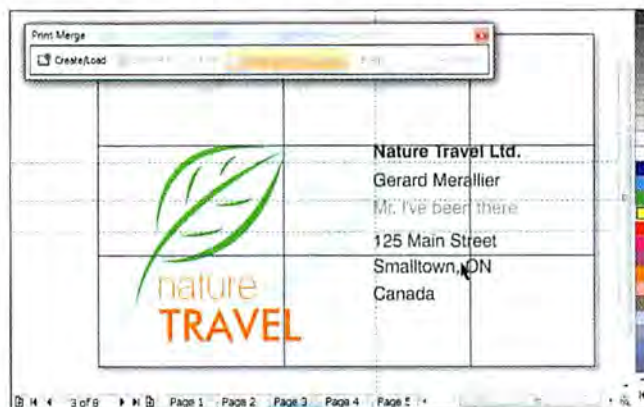 Print Merge
Create/Load
Nature Travel Ltd.
Gerard Merallier
Mr. I've been there
125 Main Street
Smalltown, ON
Canada
nature
TRAVEL
3 of 9
Page 1 Page 2 Page 3 Page 4 Page 5